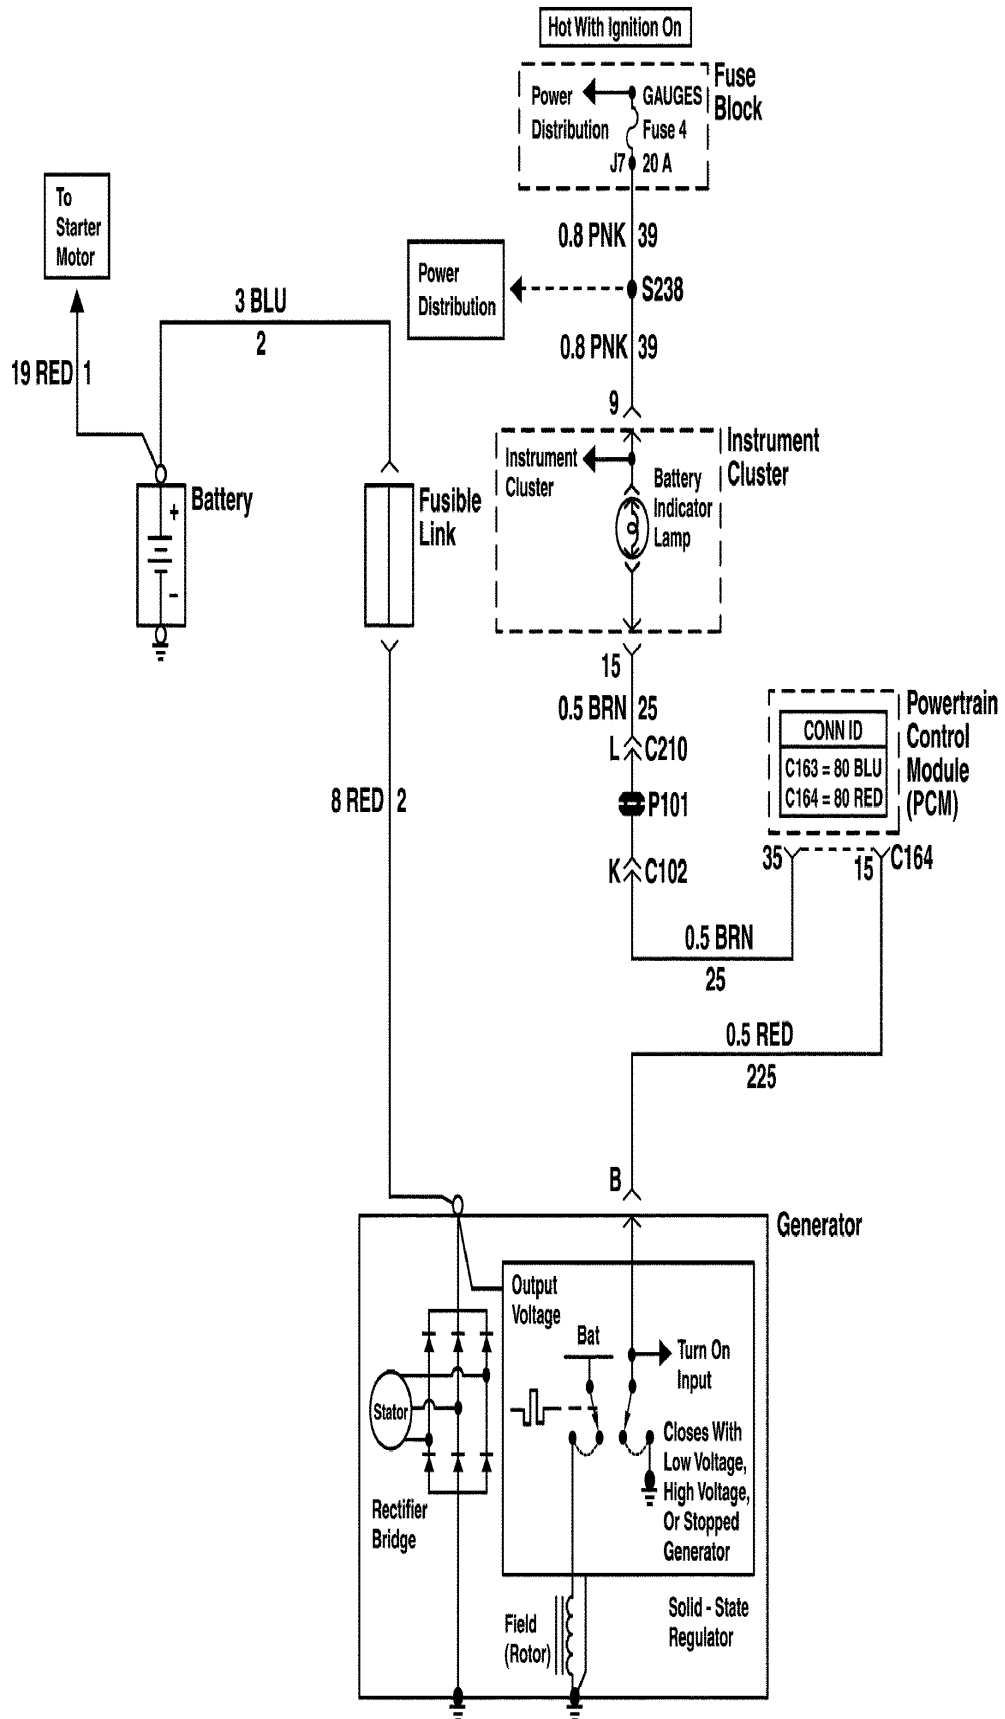 Hot With Ignition On
Fuse
Block
Power
Distribution
GAUGES
Fuse 4
J7 20 A
To
Starter
Motor
0.8 PNK 39
Power
Distribution
S238
3 BLU
2
19 RED 1
0.8 PNK 39
9
Instrument
Cluster
Instrument
Cluster
Battery
Indicator
Lamp
Battery
+
-
Fusible
Link
15
0.5 BRN 25
L C210
P101
K C102
Powertrain
Control
Module
(PCM)
CONN ID
C163 = 80 BLU
C164 = 80 RED
35
15 C164
8 RED 2
0.5 BRN
25
0.5 RED
225
B
Generator
Output
Voltage
Bat
Turn On
Input
Stator
Closes With
Low Voltage,
High Voltage,
Or Stopped
Generator
Rectifier
Bridge
Field
(Rotor)
Solid - State
Regulator